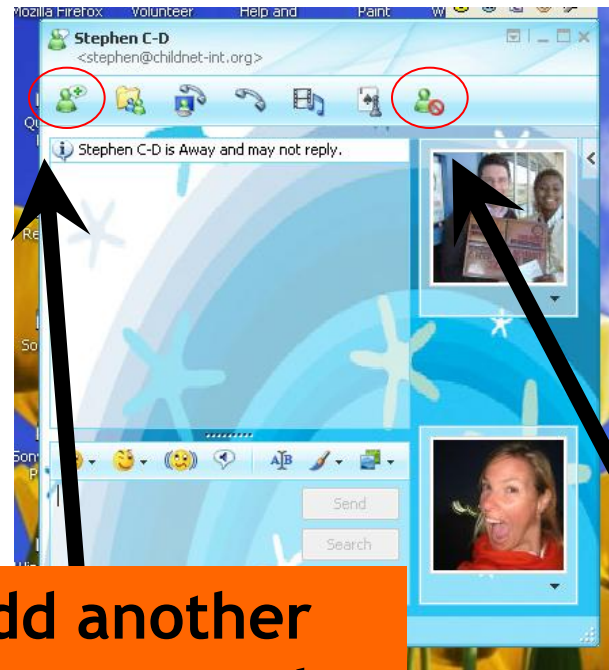 Mozilla Firefox Volunteer Help and Paint
Stephen C-D
<stephen@childnet-int.org>
Stephen C-D is Away and may not reply.
Send
Search
dd another